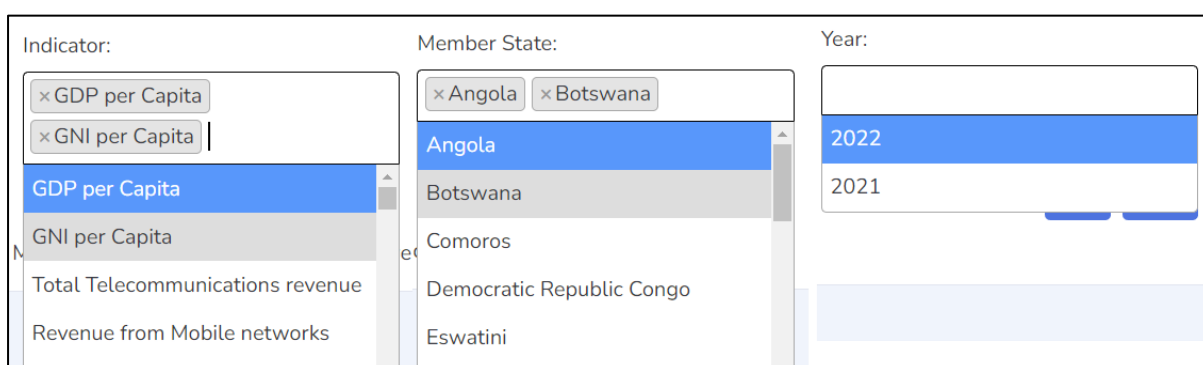 Indicator:
× GDP per Capita
× GNI per Capita
GDP per Capita
GNI per Capita
Total Telecommunications revenue
Revenue from Mobile networks
Member State:
× Angola × Botswana
Angola
Botswana
Comoros
Democratic Republic Congo
Eswatini
Year:
2022
2021